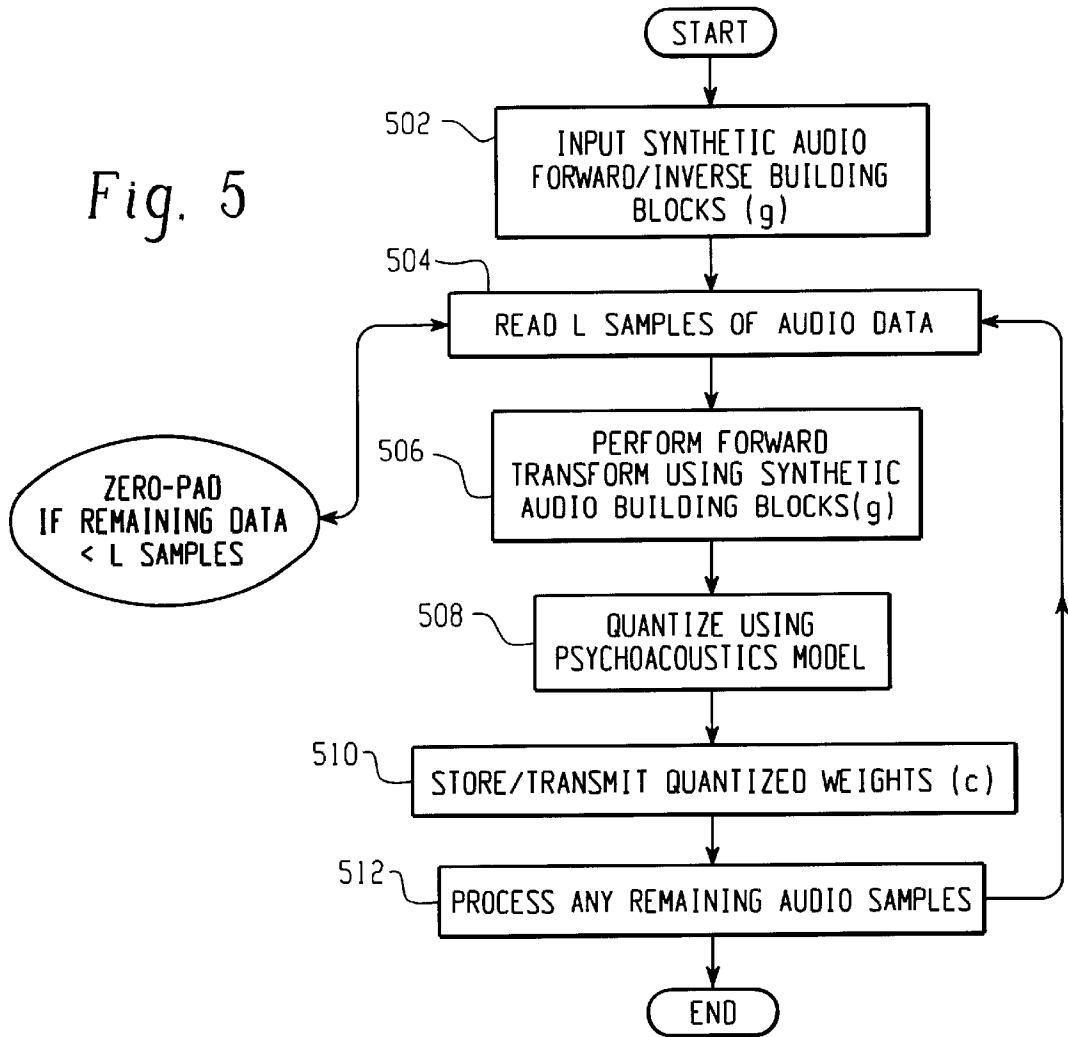 START
502
INPUT SYNTHETIC AUDIO
FORWARD/INVERSE BUILDING
BLOCKS (g)
Fig. 5
504
READ L SAMPLES OF AUDIO DATA
506
PERFORM FORWARD
TRANSFORM USING SYNTHETIC
AUDIO BUILDING BLOCKS(g)
ZERO-PAD
IF REMAINING DATA
< L SAMPLES
508
QUANTIZE USING
PSYCHOACOUSTICS MODEL
510
STORE/TRANSMIT QUANTIZED WEIGHTS (c)
512
PROCESS ANY REMAINING AUDIO SAMPLES
END